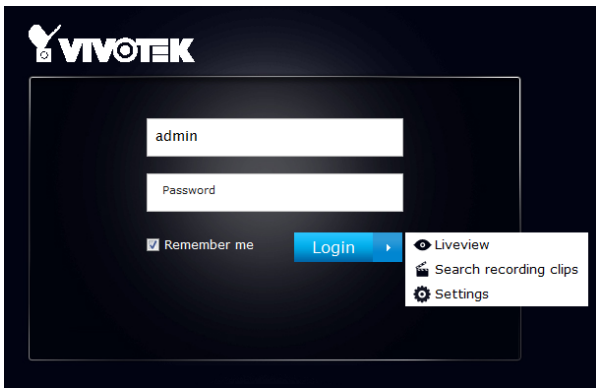 VIVOTEK
admin
Password
Remember me
Login
Liveview
Search recording clips
Settings